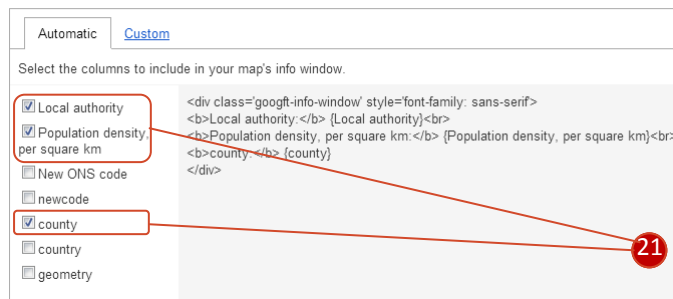 Automatic Custom
Select the columns to include in your map's info window.
Local authority
Population density,
per square km
New ONS code
newcode
county
country
geometry
<div class='googft-info-window' style='font-family: sans-serif'>
<b>Local authority:</b> {Local authority}<br>
<b>Population density, per square km:</b> {Population density, per square km}<br>
<b>county:</b> {county}
</div>
21